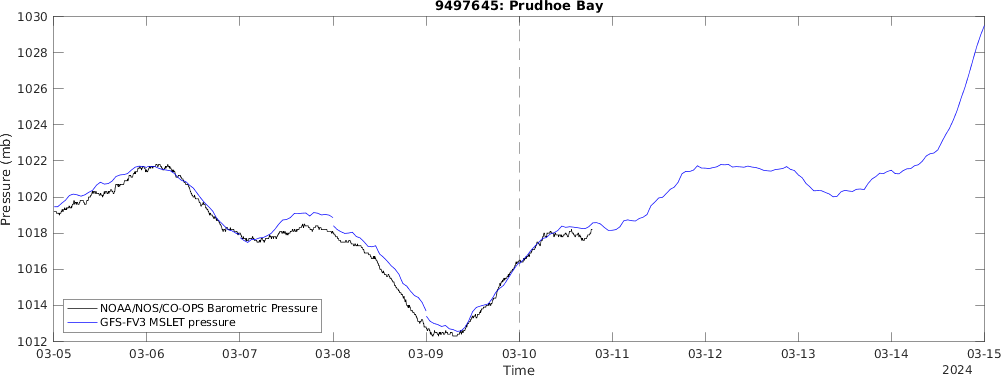 9497645: Prudhoe Bay
Pressure (mb)
1030
1028
1026
1024
1022
1020
1018
1016
1014
1012
NOAA/NOS/CO-OPS Barometric Pressure
GFS-FV3 MSLET pressure
03-05 03-06 03-07 03-08 03-09 03-10 03-11 03-12 03-13 03-14 03-15
Time
2024